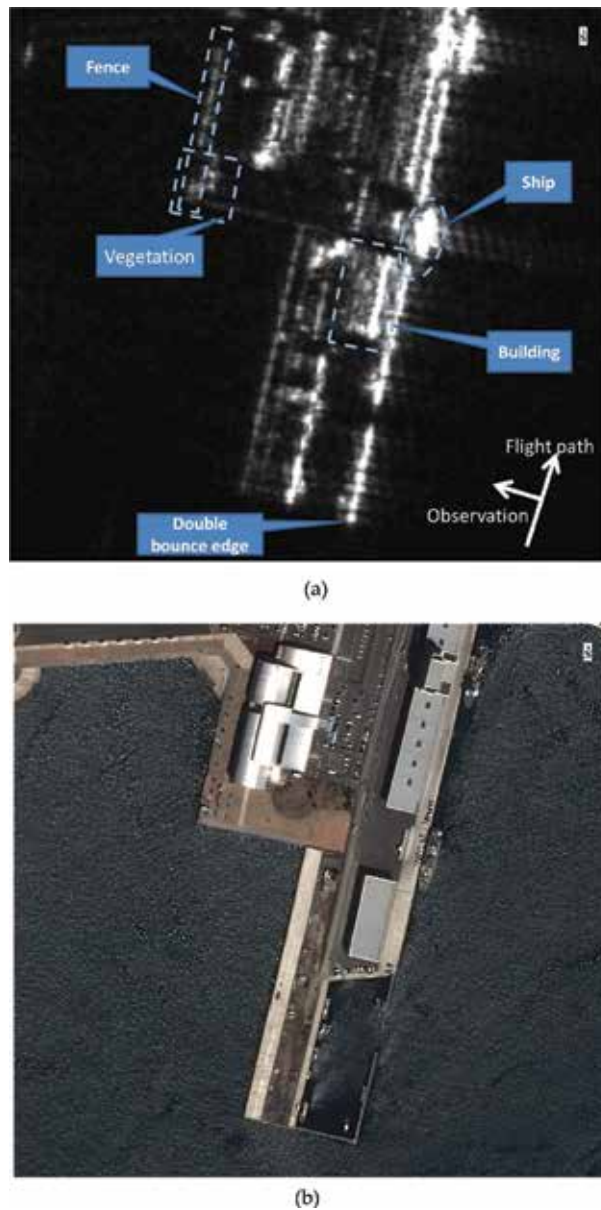 Fence
Ship
Vegetation
Building
Flight path
Observation
Double
bounce edge
(a)
(b)